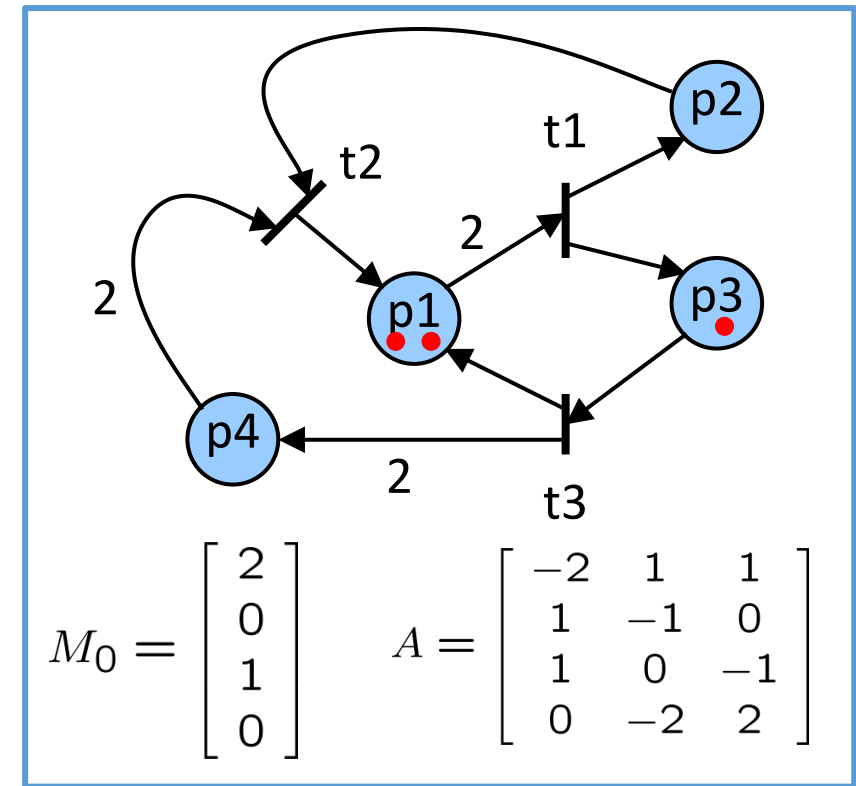 p2
t1
t2
2
p3
2
p1
p4
2
t3
M₀ = [ 2 0 1 0 ]
A = [ −2 1 1
1 −1 0
1 0 −1
0 −2 2 ]